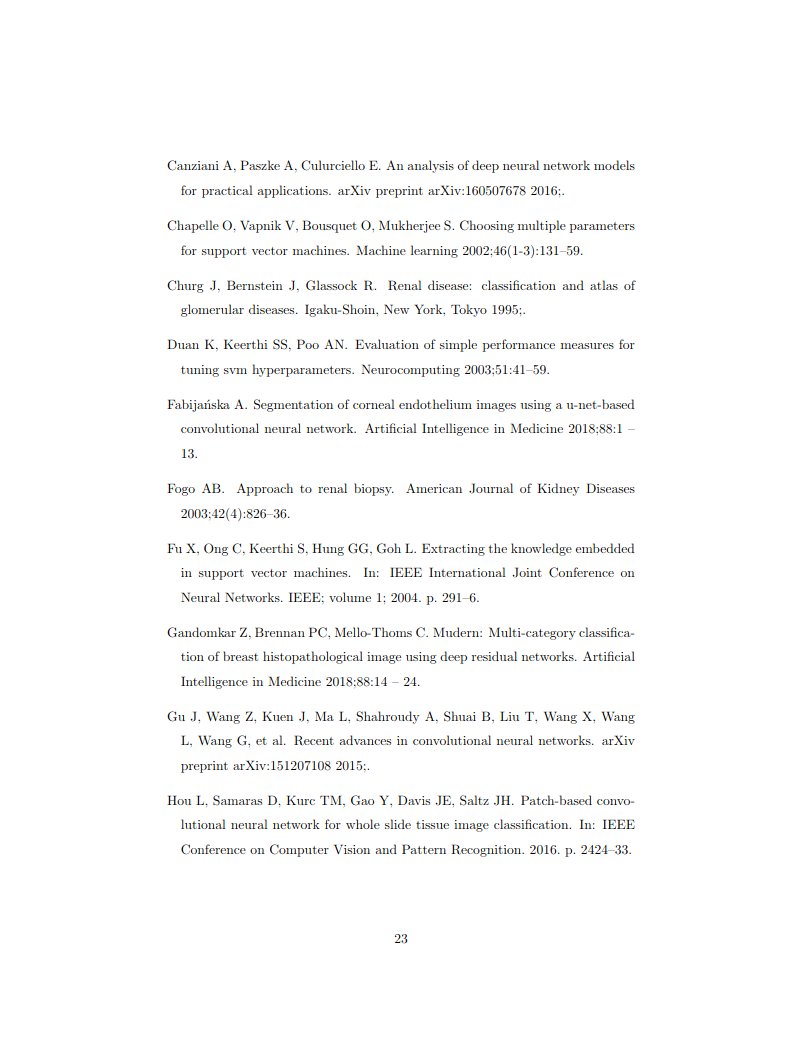 Canziani A, Paszke A, Culurciello E. An analysis of deep neural network models
for practical applications. arXiv preprint arXiv:160507678 2016;.
Chapelle O, Vapnik V, Bousquet O, Mukherjee S. Choosing multiple parameters
for support vector machines. Machine learning 2002;46(1-3):131–59.
Churg J, Bernstein J, Glassock R. Renal disease: classification and atlas of
glomerular diseases. Igaku-Shoin, New York, Tokyo 1995;.
Duan K, Keerthi SS, Poo AN. Evaluation of simple performance measures for
tuning svm hyperparameters. Neurocomputing 2003;51:41–59.
Fabijańska A. Segmentation of corneal endothelium images using a u-net-based
convolutional neural network. Artificial Intelligence in Medicine 2018;88:1 –
13.
Fogo AB. Approach to renal biopsy. American Journal of Kidney Diseases
2003;42(4):826–36.
Fu X, Ong C, Keerthi S, Hung GG, Goh L. Extracting the knowledge embedded
in support vector machines. In: IEEE International Joint Conference on
Neural Networks. IEEE; volume 1; 2004. p. 291–6.
Gandomkar Z, Brennan PC, Mello-Thoms C. Mudern: Multi-category classifica-
tion of breast histopathological image using deep residual networks. Artificial
Intelligence in Medicine 2018;88:14 – 24.
Gu J, Wang Z, Kuen J, Ma L, Shahroudy A, Shuai B, Liu T, Wang X, Wang
L, Wang G, et al. Recent advances in convolutional neural networks. arXiv
preprint arXiv:151207108 2015;.
Hou L, Samaras D, Kurc TM, Gao Y, Davis JE, Saltz JH. Patch-based convo-
lutional neural network for whole slide tissue image classification. In: IEEE
Conference on Computer Vision and Pattern Recognition. 2016. p. 2424–33.
23